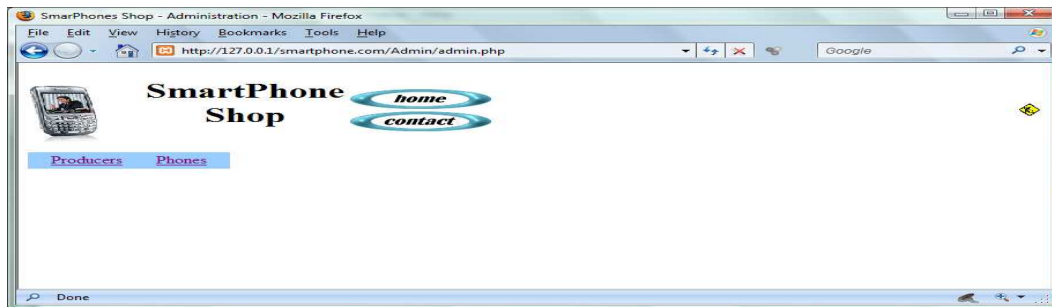 SmarPhones Shop - Administration - Mozilla Firefox
File Edit View History Bookmarks Tools Help
http://127.0.0.1/smartphone.com/Admin/admin.php Google
SmartPhone
Shop
home
contact
Producers Phones
Done